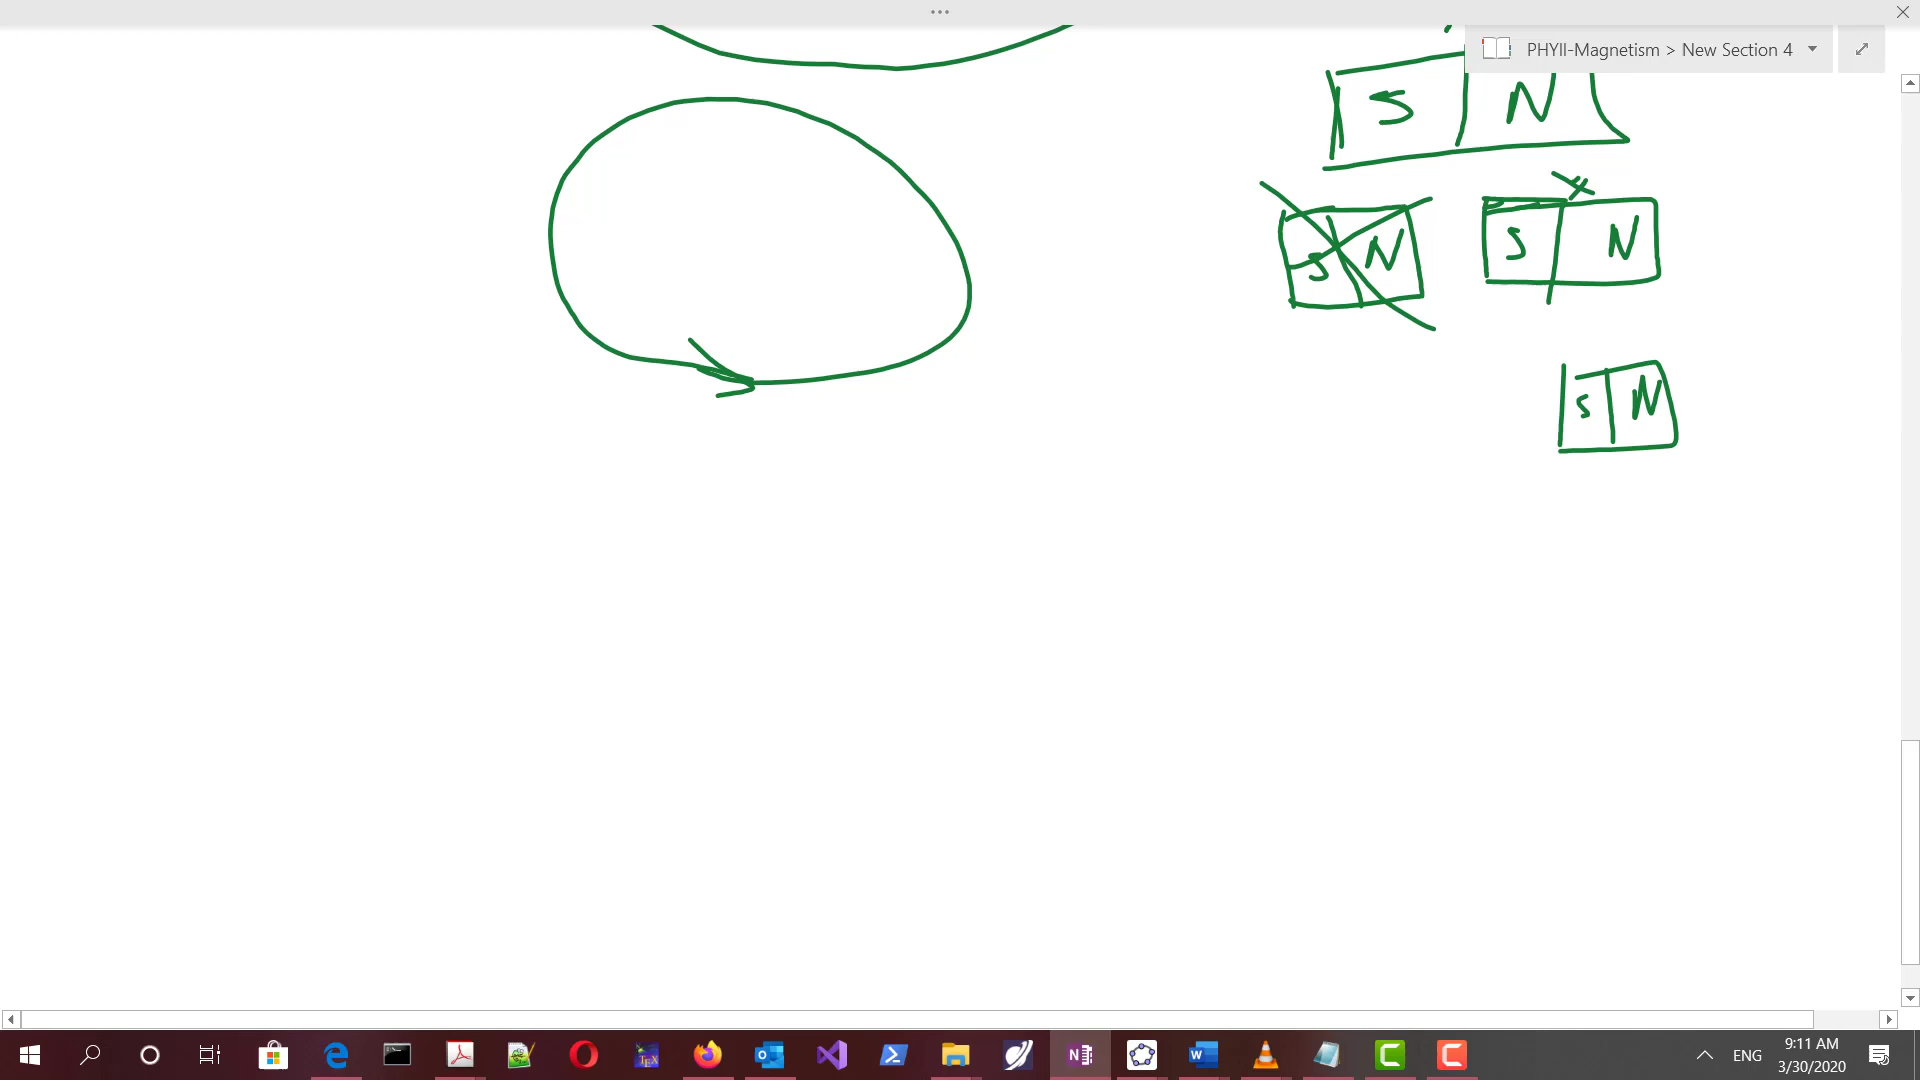 PHYII-Magnetism > New Section 4
S N
S N
S N
S N
ENG
9:11 AM
3/30/2020